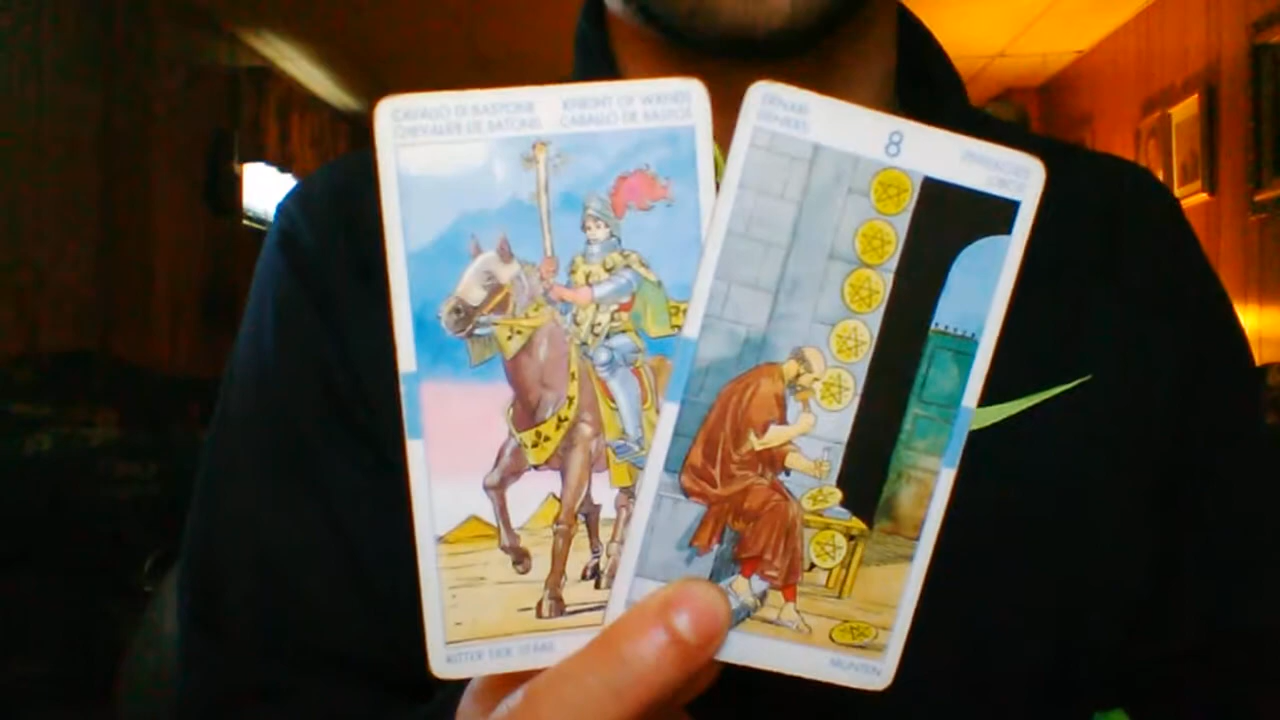 CAVALLO DI BASTONI
CHEVALIER DE BATONS
KNIGHT OF WANDS
CABALLO DE BASTOS
RITTER DER STÄBE
8
DENARI
DENIERS
PENTACLES
OROS
MUNTEN